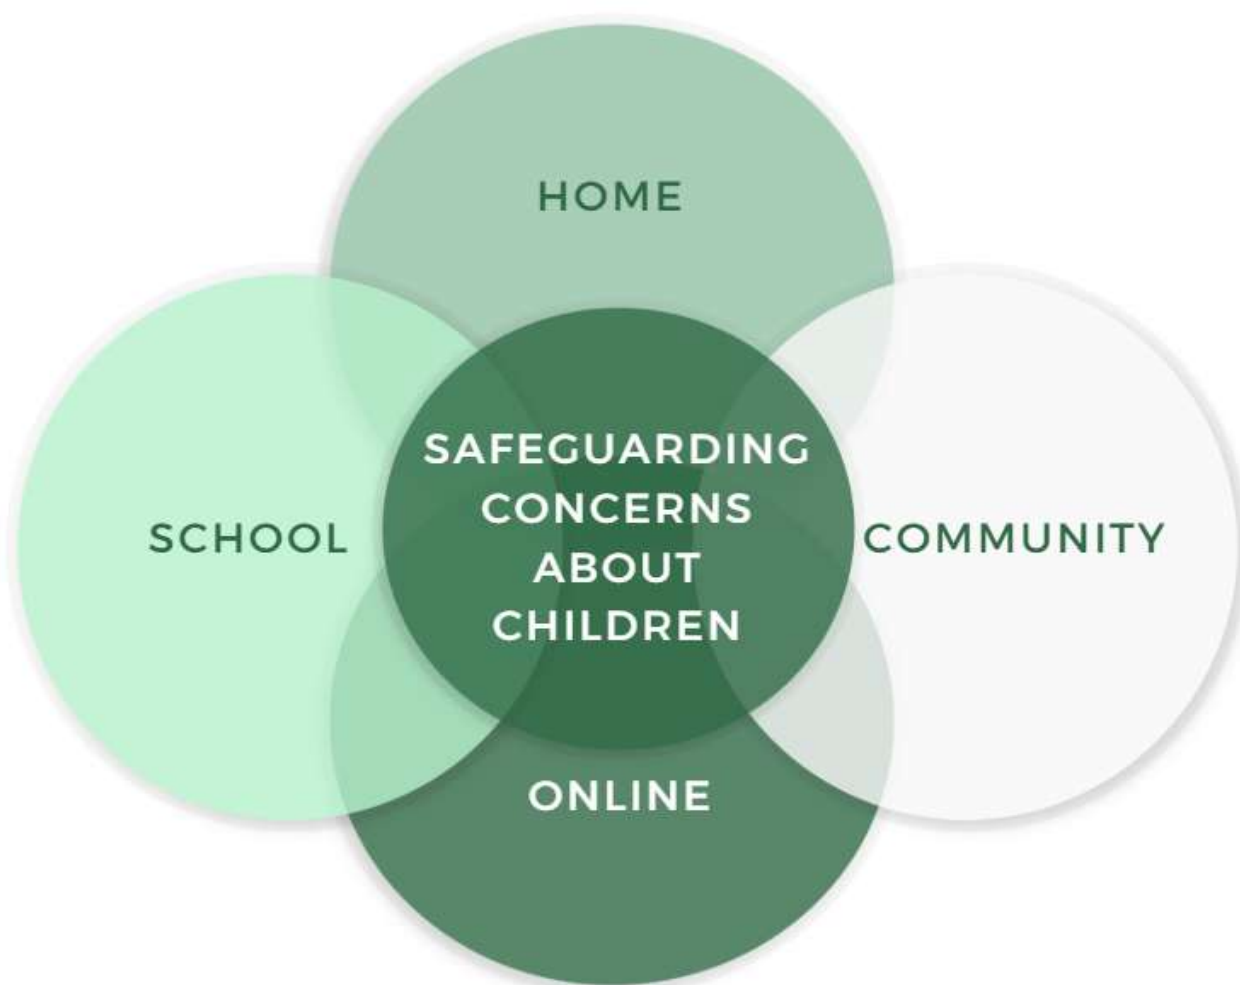 HOME
SCHOOL
SAFEGUARDING
CONCERNS
ABOUT
CHILDREN
COMMUNITY
ONLINE